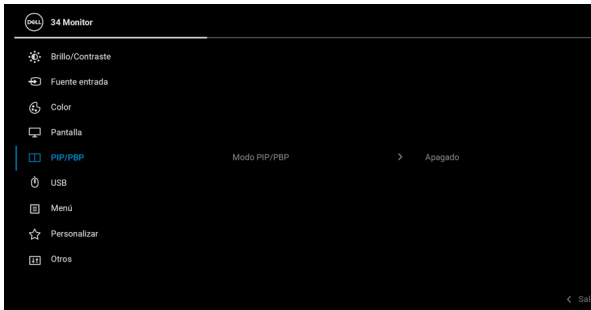 DELL 34 Monitor
Brillo/Contraste
Fuente entrada
Color
Pantalla
PIP/PBP Modo PIP/PBP Apagado
USB
Menú
Personalizar
Otros
Sal